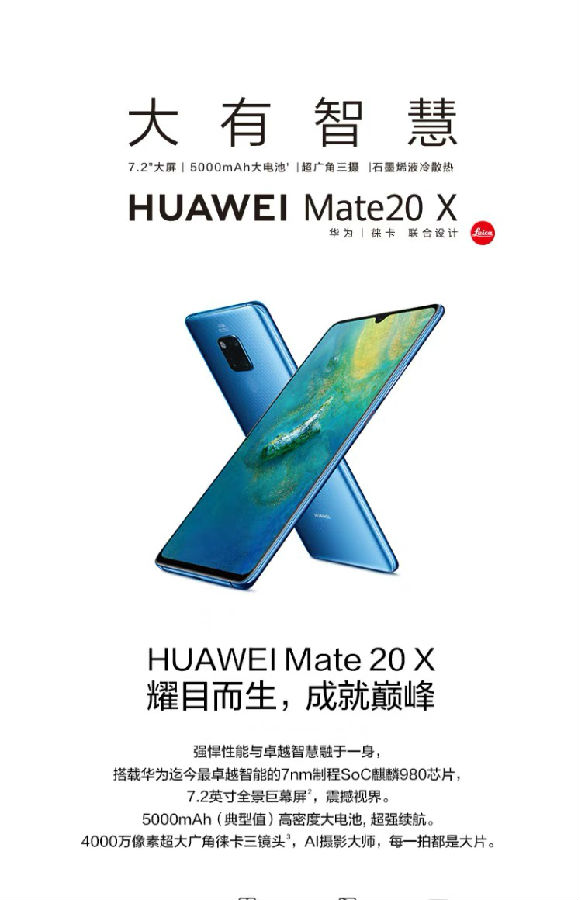 大有智慧
7.2"大屏 | 5000mAh大电池¹ | 超广角三摄 | 石墨烯液冷散热
HUAWEI Mate20 X
华为 | 徕卡 联合设计
Leica
HUAWEI
HUAWEI Mate 20 X
耀目而生，成就巅峰
强悍性能与卓越智慧融于一身，
搭载华为迄今最卓越智能的7nm制程SoC麒麟980芯片，
7.2英寸全景巨幕屏²，震撼视界。
5000mAh（典型值）高密度大电池，超强续航。
4000万像素超大广角徕卡三镜头³，AI摄影大师，每一拍都是大片。